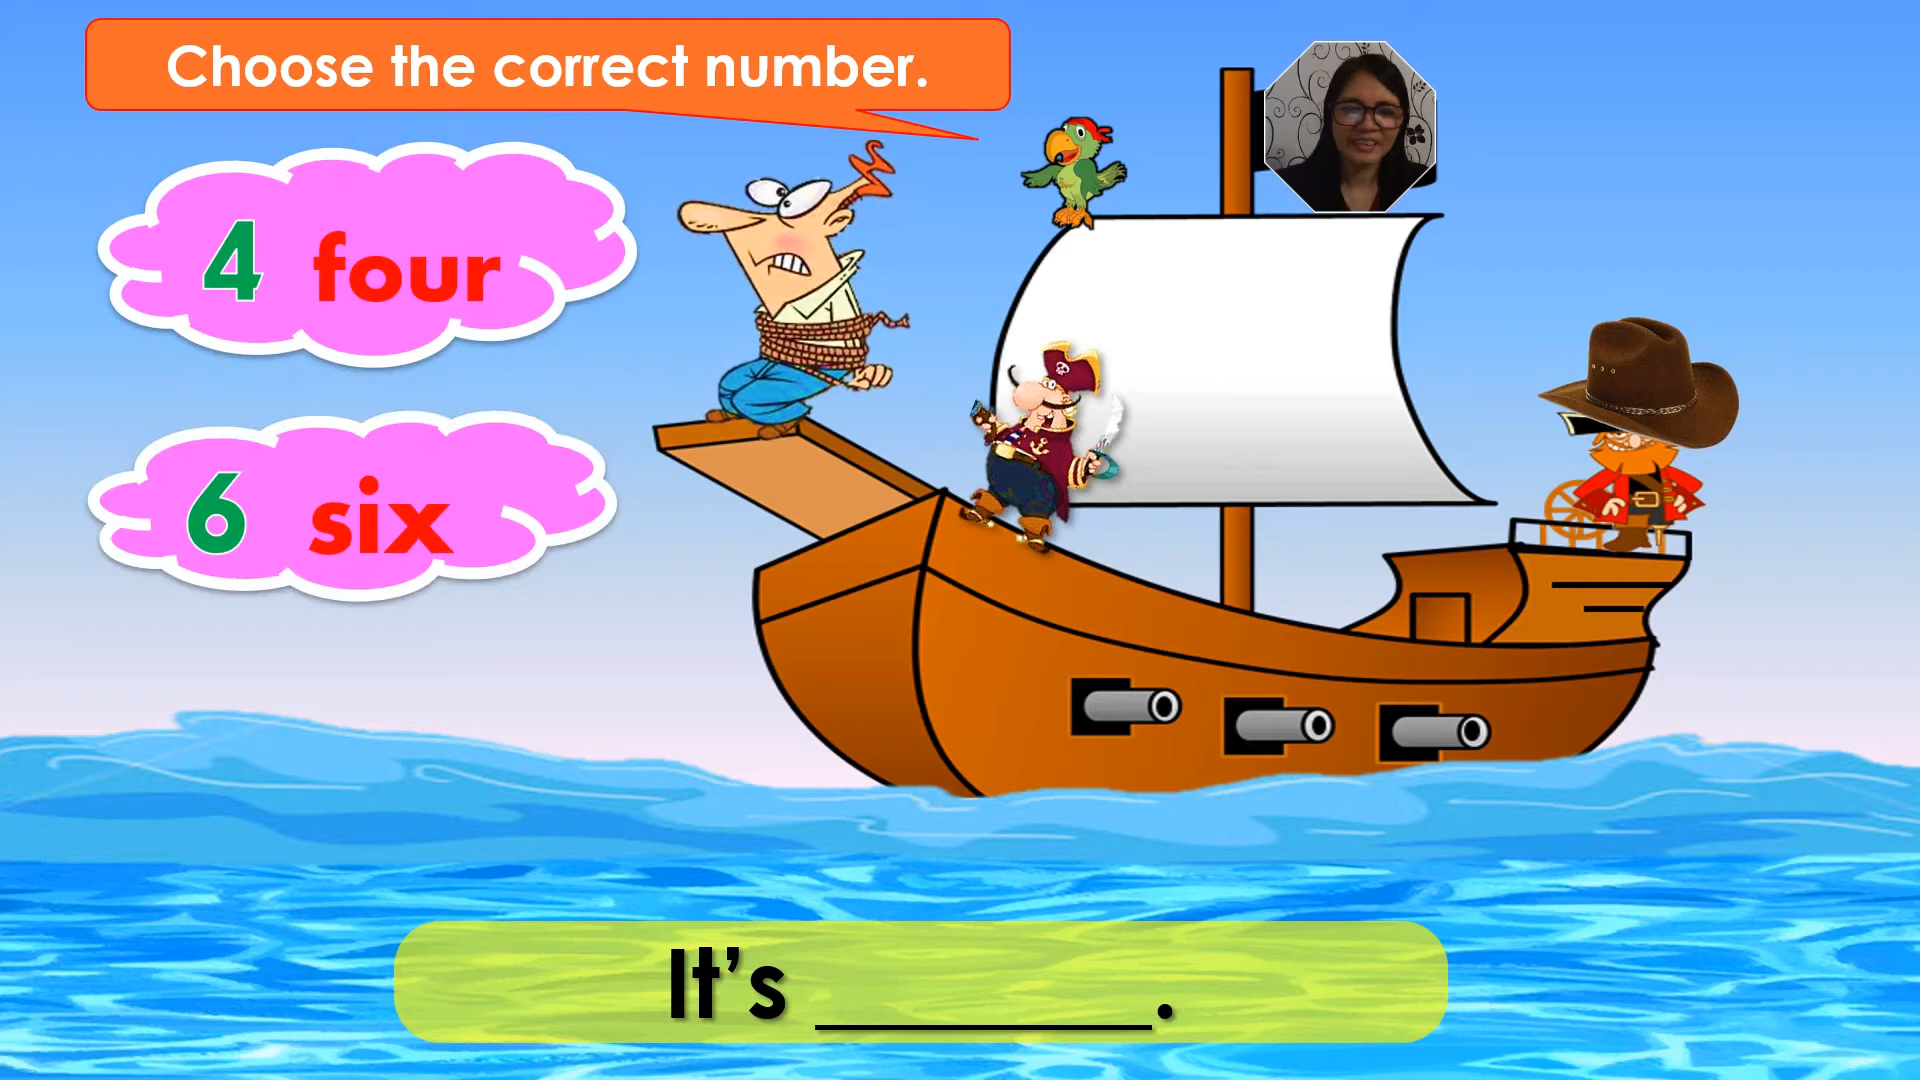 Choose the correct number.
4 four
6 six
It's ________.